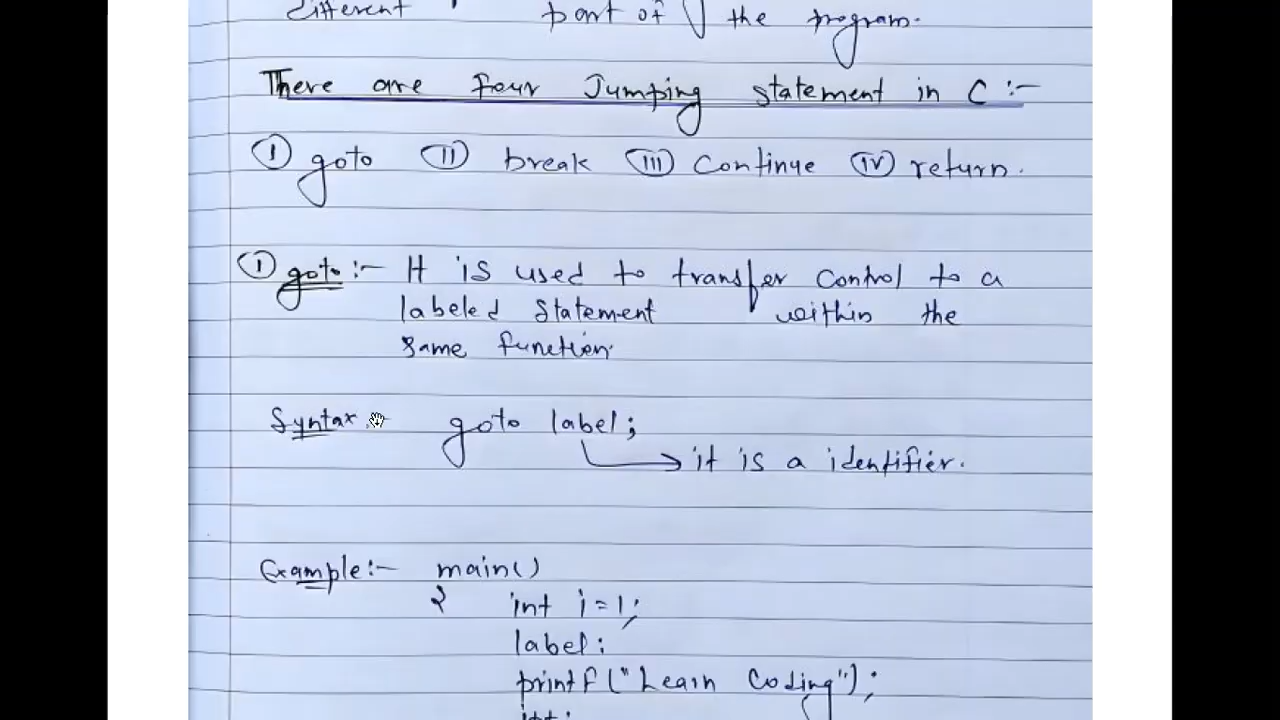 different part of the program.
There are four Jumping statement in C :-
(I) goto (II) break (III) Continue (IV) return.
(I) goto :- It is used to transfer control to a
labeled Statement within the
same function.
Syntax :- goto label;
it is a identifier.
Example :- main()
{ int i = 1;
label:
printf("Learn Coding");
i++;